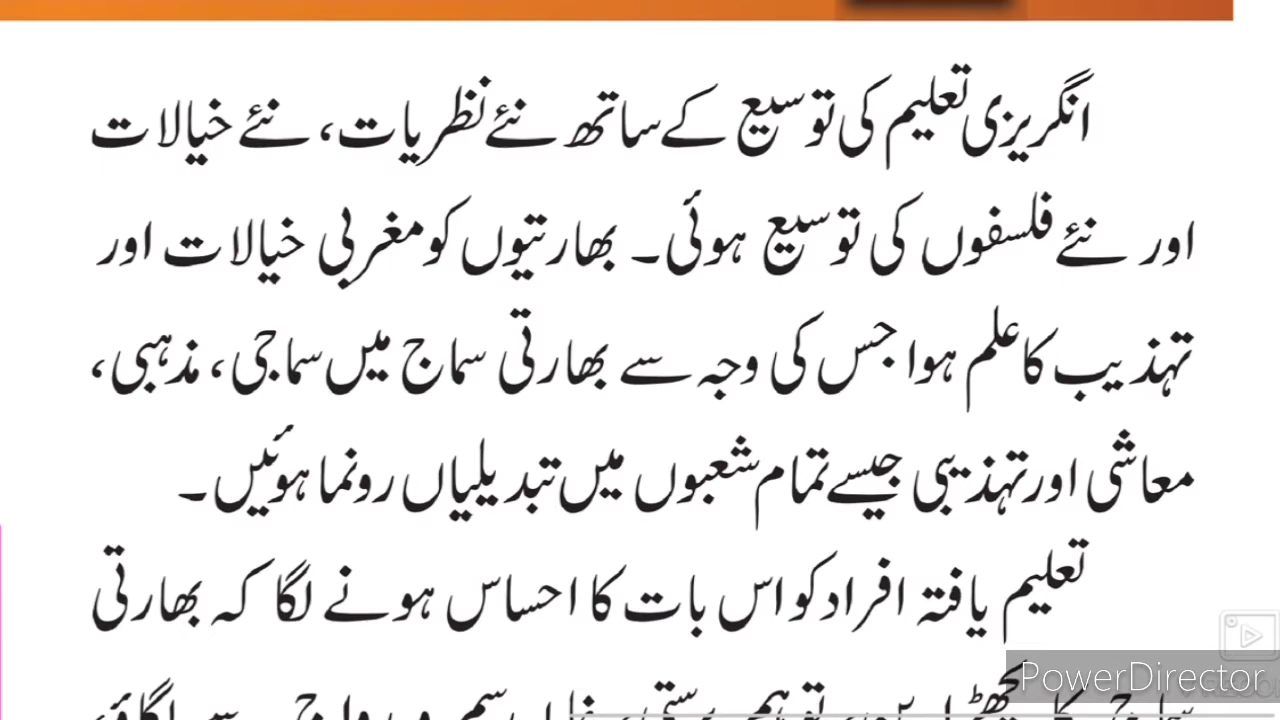 انگریزی تعلیم کی توسیع کے ساتھ نئے نظریات، نئے خیالات
اور نئے فلسفوں کی توسیع ہوئی۔ بھارتیوں کو مغربی خیالات اور
تہذیب کا علم ہوا جس کی وجہ سے بھارتی سماج میں سماجی، مذہبی،
معاشی اور تہذیبی جیسے تمام شعبوں میں تبدیلیاں رونما ہوئیں۔
تعلیم یافتہ افراد کو اس بات کا احساس ہونے لگا کہ بھارتی
PowerDirector